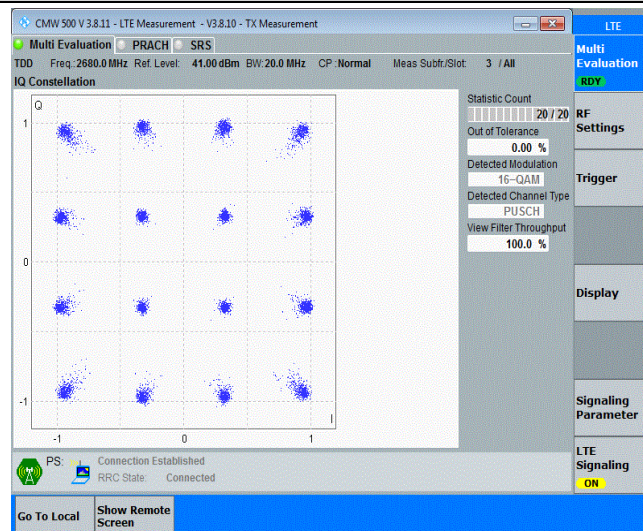 CMW 500 V 3.8.11 - LTE Measurement - V3.8.10 - TX Measurement
LTE
Multi Evaluation PRACH SRS
TDD Freq.: 2680.0 MHz Ref. Level: 41.00 dBm BW: 20.0 MHz CP : Normal Meas Subfr./Slot: 3 / All
IQ Constellation
Q
1
0
-1
-1 0 1
I
Statistic Count
20 / 20
Out of Tolerance
0.00 %
Detected Modulation
16-QAM
Detected Channel Type
PUSCH
View Filter Throughput
100.0 %
Multi
Evaluation
RDY
RF
Settings
Trigger
Display
Signaling
Parameter
LTE
Signaling
ON
PS: Connection Established
RRC State: Connected
Go To Local
Show Remote
Screen